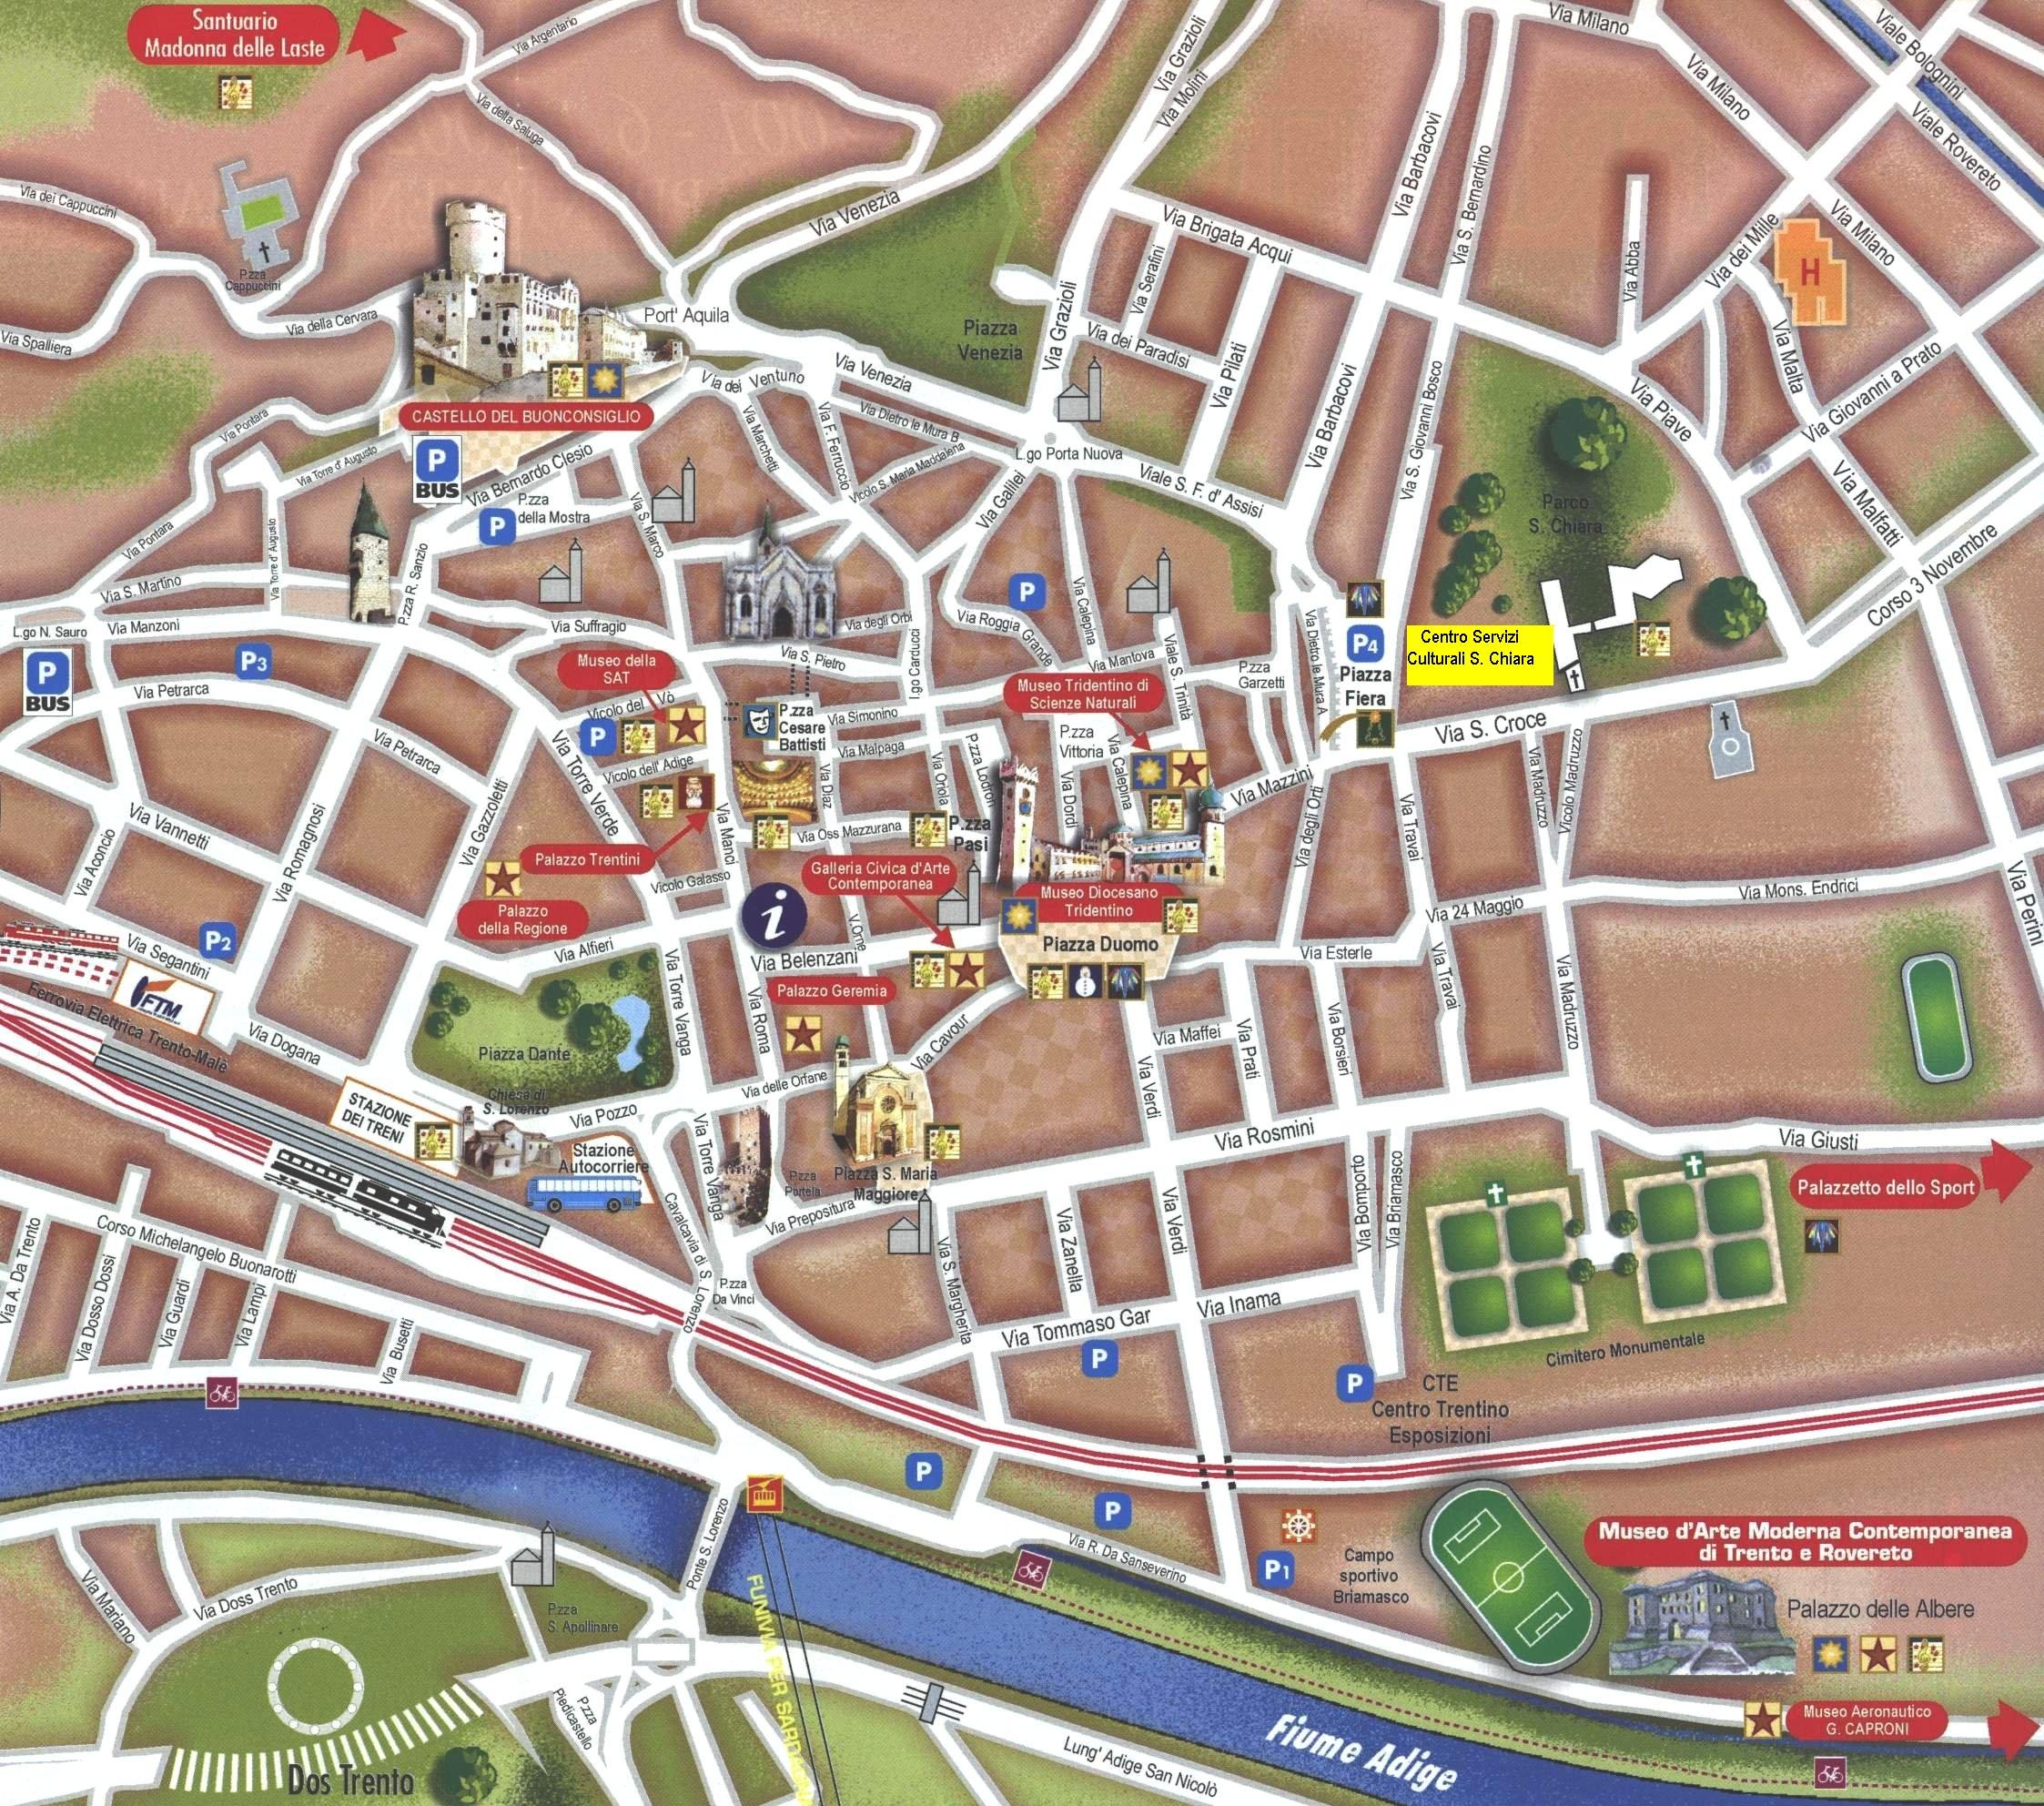 Santuario
Madonna delle Laste
Via Argentario
Via della Saluga
Via Grazioli
Via Molini
Via Milano
Via Milano
Viale Bolognini
Viale Rovereto
Via Barbacovi
Via S. Bernardino
Via dei Cappuccini
P.zza
Cappuccini
Via Spalliera
Via della Cervara
Via Venezia
Port' Aquila
Piazza
Venezia
Via Grazioli
Via Brigata Acqui
Via Serafini
Via dei Paradisi
Via Pilati
Via Barbacovi
Via S. Giovanni Bosco
Via Abba
Via dei Mille
Via Milano
H
Via Malta
Via Giovanni a Prato
Via Piave
Via Malfatti
Corso 3 Novembre
CASTELLO DEL BUONCONSIGLIO
Via dei Ventuno
Via Venezia
Via Dietro le Mura B
Via Marchetti
Via F. Ferruccio
Vicolo S. Maria Maddalena
L.go Porta Nuova
Viale S. F. d' Assisi
Via Galilei
Via Pontara
Via Torre d' Augusto
P
BUS
Via Bernardo Clesio
P
P.zza
della Mostra
Via S. Marco
Via Pontara
Via Torre d' Augusto
P.zza R. Sanzio
Via S. Martino
L.go N. Sauro
Via Manzoni
Via Suffragio
P
BUS
P3
Via Petrarca
Via Petrarca
Parco
S. Chiara
P
Via Calepina
Via Roggia Grande
Via degli Orbi
l.go Carducci
Via S. Pietro
Via Mantova
Viale S. Trinità
P.zza
Garzetti
Via Dietro le Mura A
P4
Piazza
Fiera
Centro Servizi
Culturali S. Chiara
Via S. Croce
Museo della
SAT
Vicolo del Vò
P
Vicolo dell' Adige
Via Torre Verde
P.zza
Cesare
Battisti
Via Simonino
Via Malpaga
Via Diaz
Via Oriola
P.zza Lodron
Museo Tridentino di
Scienze Naturali
P.zza
Vittoria
Via Calepina
Via Dordi
Via Mazzini
Via degli Orti
Via Travai
Via Madruzzo
Vicolo Madruzzo
Via Vannetti
Via Aconcio
Via Romagnosi
Via Gazzoletti
Palazzo Trentini
Via Manci
Via Oss Mazzurana
P.zza
Pasi
Vicolo Galasso
Galleria Civica d'Arte
Contemporanea
Palazzo
della Regione
i
V.Orne
Museo Diocesano
Tridentino
Piazza Duomo
Via 24 Maggio
Via Mons. Endrici
Via Perini
P2
Via Segantini
FTM
Ferrovia Elettrica Trento-Malè
Via Dogana
Via Alfieri
Via Torre Vanga
Via Belenzani
Palazzo Geremia
Via Roma
Via Esterle
Via Travai
Via Madruzzo
Piazza Dante
Via Cavour
Via Maffei
Via Prati
Via Borsieri
Via Verdi
Via delle Orfane
Chiesa di
S. Lorenzo
STAZIONE
DEI TRENI
Via Pozzo
Stazione
Autocorriere
Via Torre Vanga
P.zza
Portela
Piazza S. Maria
Maggiore
Via Rosmini
Via Giusti
Palazzetto dello Sport
Via Bomporto
Via Briamasco
Via Prepositura
Cavalcavia di S. Lorenzo
P.zza
Da Vinci
Via S. Margherita
Via Zanella
Via Verdi
Via Tommaso Gar
Via Inama
Cimitero Monumentale
Via A. Da Trento
Corso Michelangelo Buonarotti
Via Dosso Dossi
Via Guardi
Via Lampi
Via Busetti
P
P
CTE
Centro Trentino
Esposizioni
P
P
Via R. Da Sanseverino
P1
Campo
sportivo
Briamasco
Museo d'Arte Moderna Contemporanea
di Trento e Rovereto
Palazzo delle Albere
Museo Aeronautico
G. CAPRONI
Ponte S. Lorenzo
FUNIVIA PER SARDAGNA
Via Mariano
Via Doss Trento
P.zza
S. Apollinare
P.zza
Piedicastello
Dos Trento
Lung' Adige San Nicolò
Fiume Adige